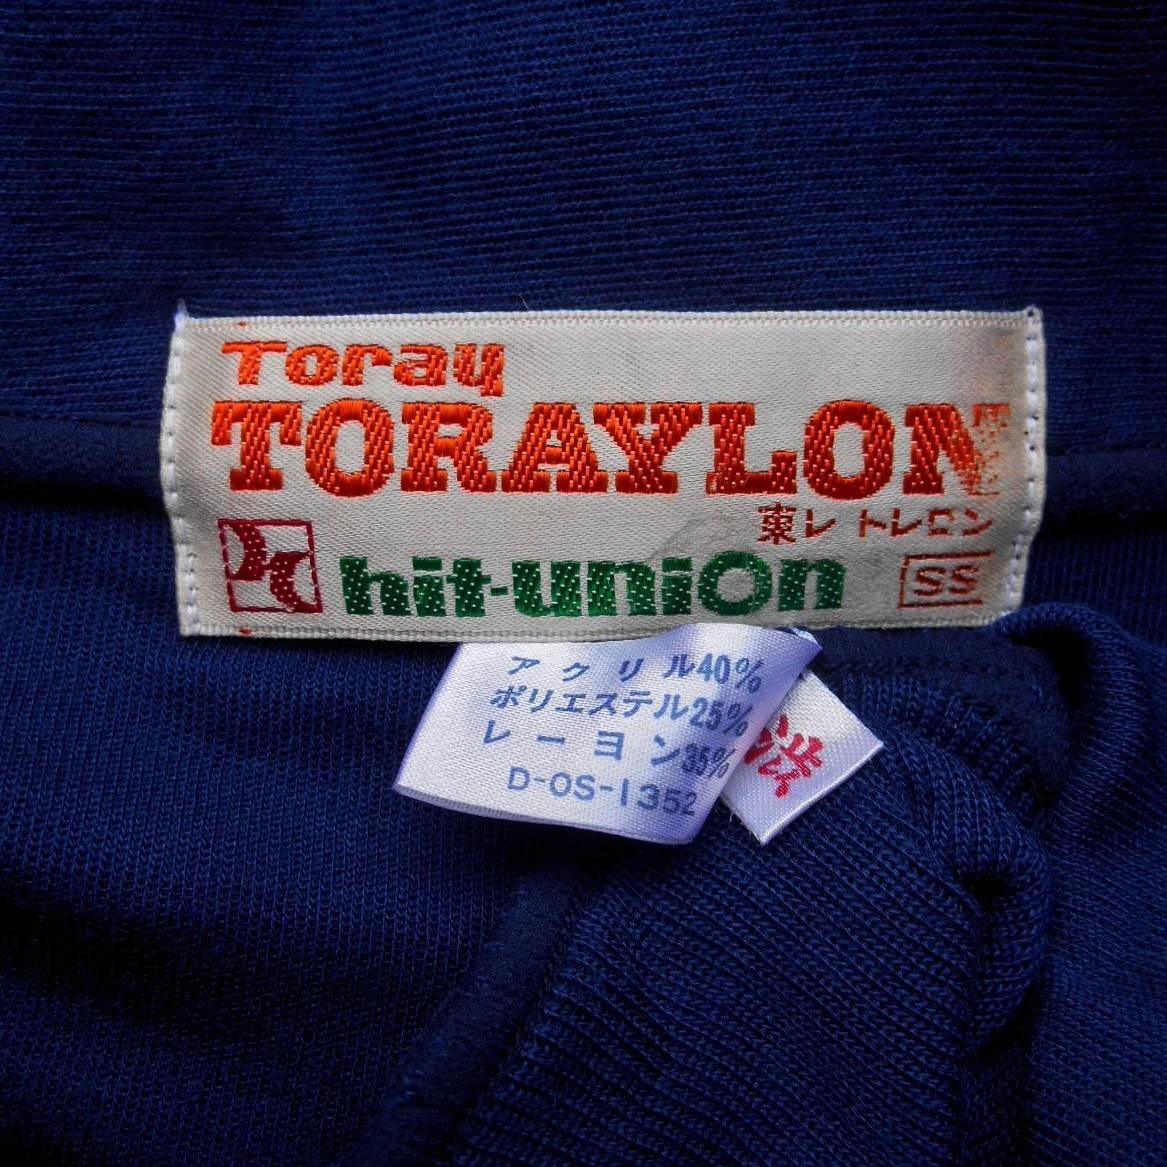 Toray
TORAYLON
東レ トレロン
hit-union
SS
アクリル40%
ポリエステル25%
レーヨン35%
D-OS-1352